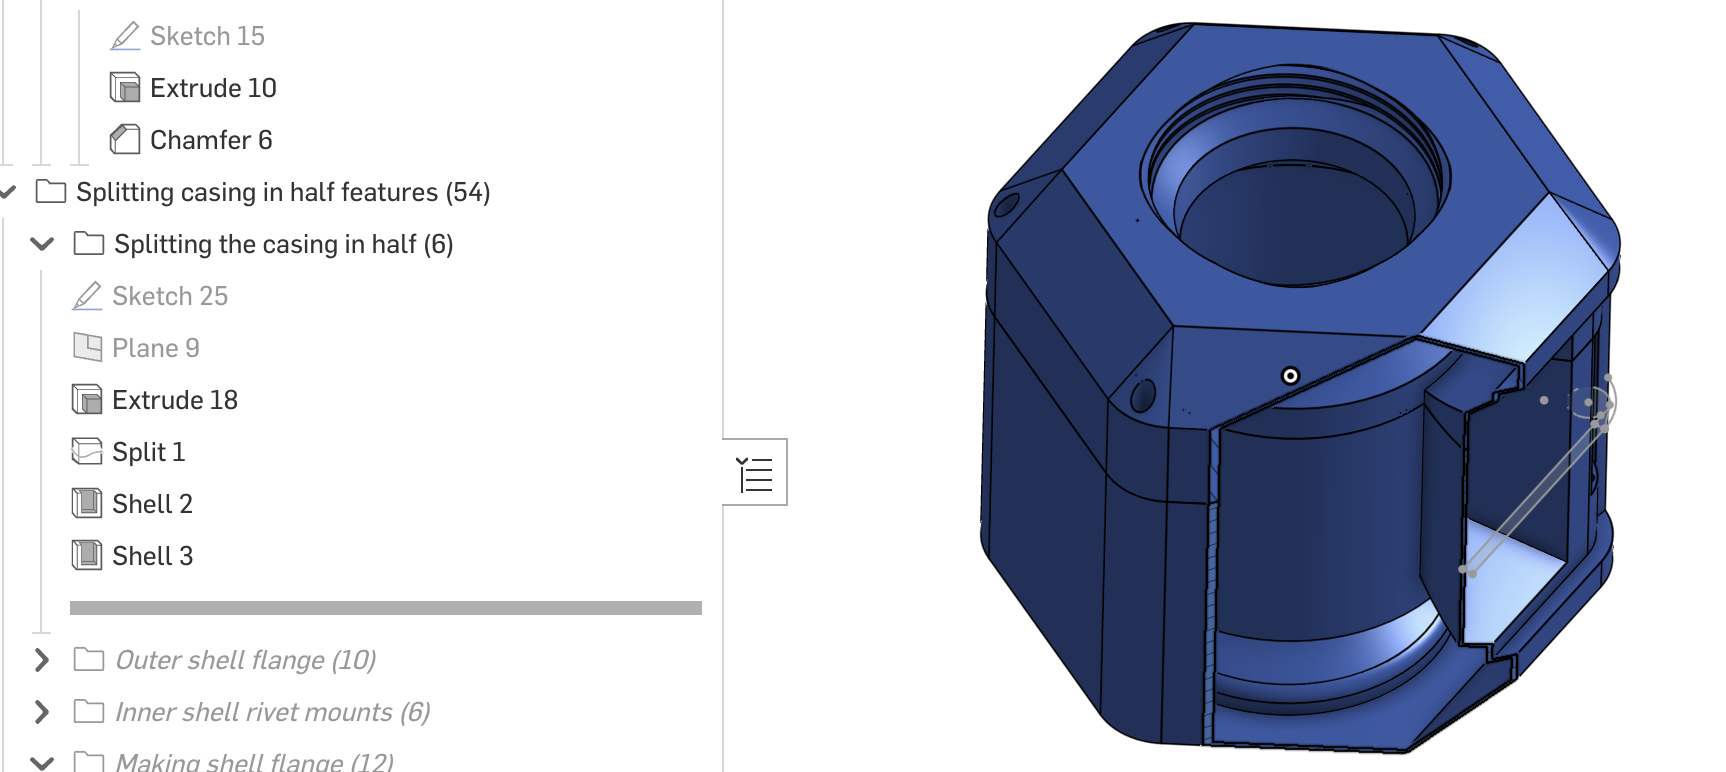 Sketch 15
Extrude 10
Chamfer 6
Splitting casing in half features (54)
Splitting the casing in half (6)
Sketch 25
Plane 9
Extrude 18
Split 1
Shell 2
Shell 3
Outer shell flange (10)
Inner shell rivet mounts (6)
Making shell flange (12)